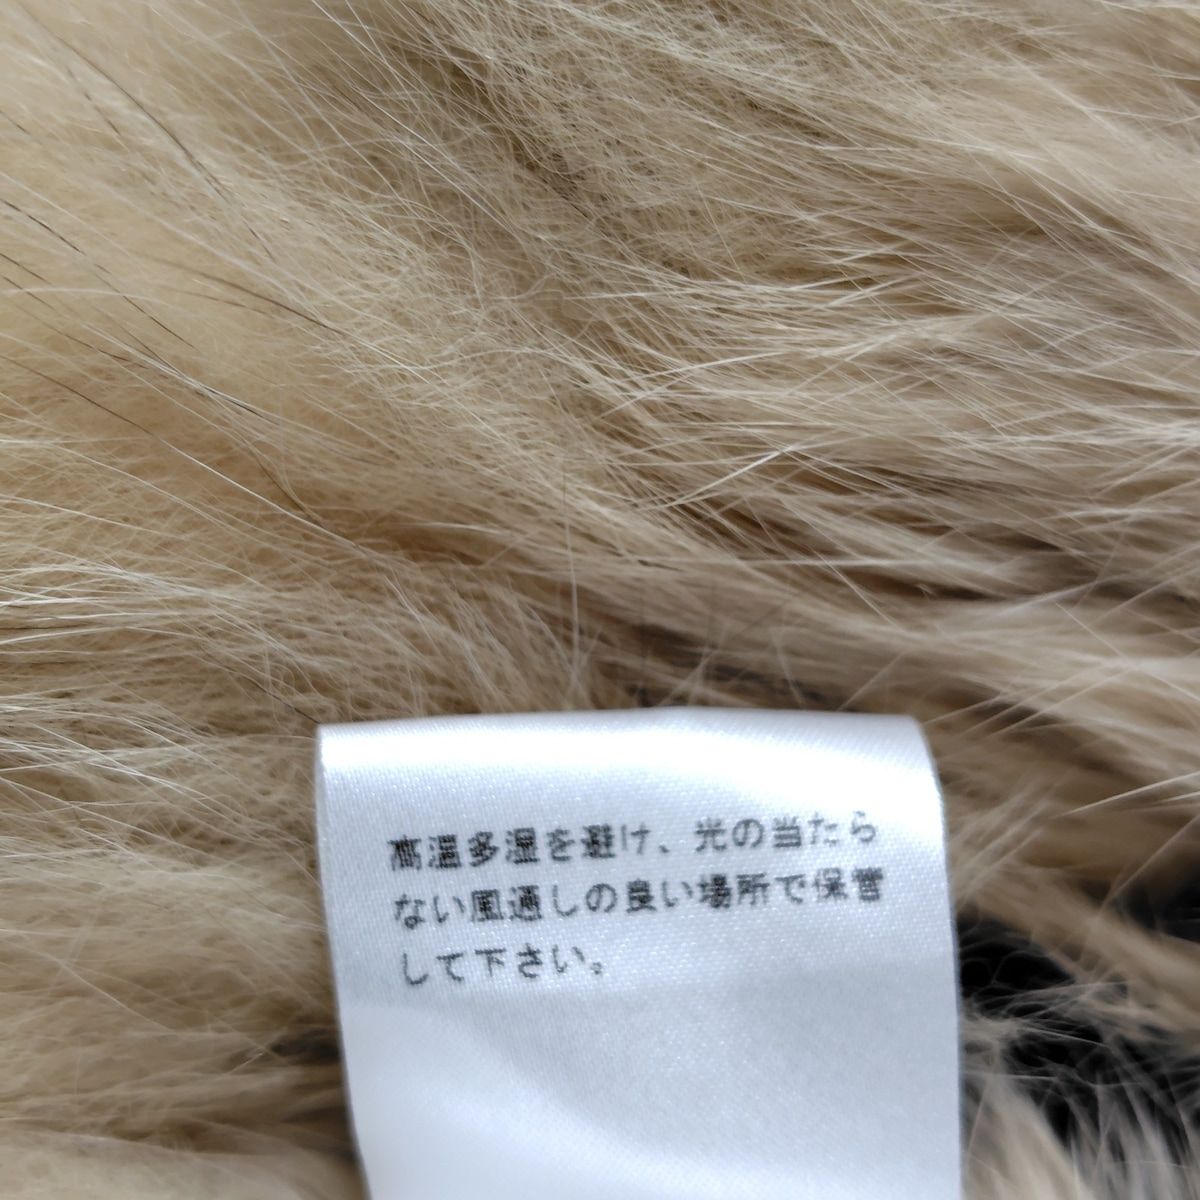 高温多湿を避け、光の当たら
ない風通しの良い場所で保管
して下さい。